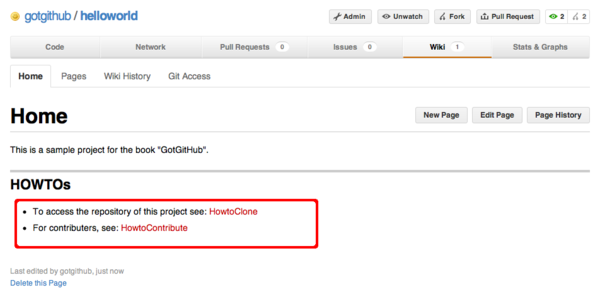 gotgithub / helloworld
Admin Unwatch Fork Pull Request 2 2
Code Network Pull Requests 0 Issues 0 Wiki 1 Stats & Graphs
Home Pages Wiki History Git Access
Home
New Page Edit Page Page History
This is a sample project for the book "GotGitHub".
HOWTOs
• To access the repository of this project see: HowtoClone
• For contributers, see: HowtoContribute
Last edited by gotgithub, just now
Delete this Page